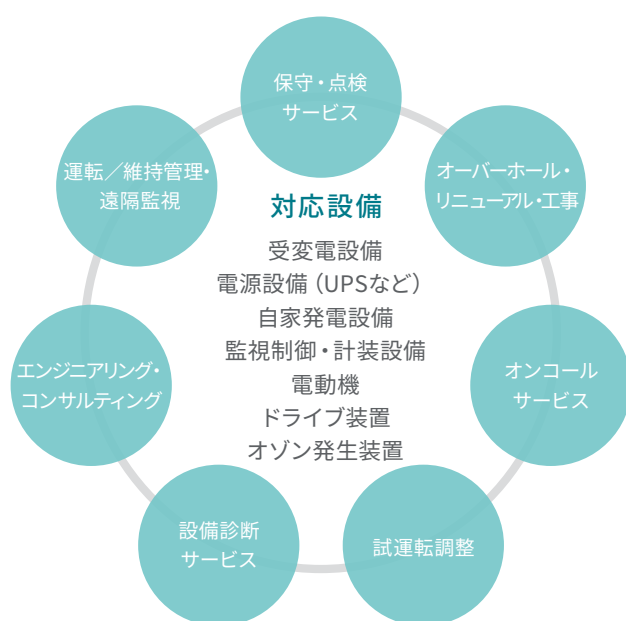 保守・点検
サービス
オーバーホール・
リニューアル・工事
オンコール
サービス
試運転調整
設備診断
サービス
エンジニアリング・
コンサルティング
運転／維持管理・
遠隔監視
対応設備
受変電設備
電源設備（UPSなど）
自家発電設備
監視制御・計装設備
電動機
ドライブ装置
オゾン発生装置